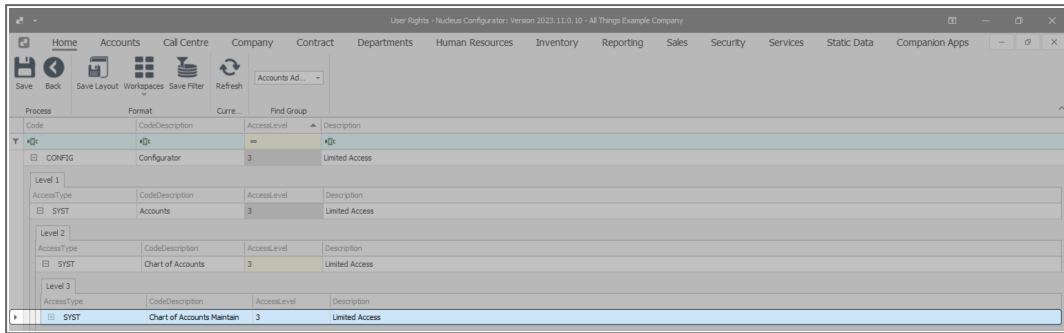 User Rights - Nucleus Configurator: Version 2023.11.0.10 - All Things Example Company
Home Accounts Call Centre Company Contract Departments Human Resources Inventory Reporting Sales Security Services Static Data Companion Apps
Save Back Save Layout Workspaces Save Filter Refresh Accounts Ad...
Process Format Curre... Find Group
Code CodeDescription AccessLevel Description
=
CONFIG Configurator 3 Limited Access
Level 1
AccessType CodeDescription AccessLevel Description
SYST Accounts 3 Limited Access
Level 2
AccessType CodeDescription AccessLevel Description
SYST Chart of Accounts 3 Limited Access
Level 3
AccessType CodeDescription AccessLevel Description
SYST Chart of Accounts Maintain 3 Limited Access